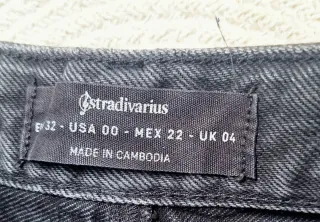 stradivarius
E 32 - USA 00 - MEX 22 - UK 04
MADE IN CAMBODIA